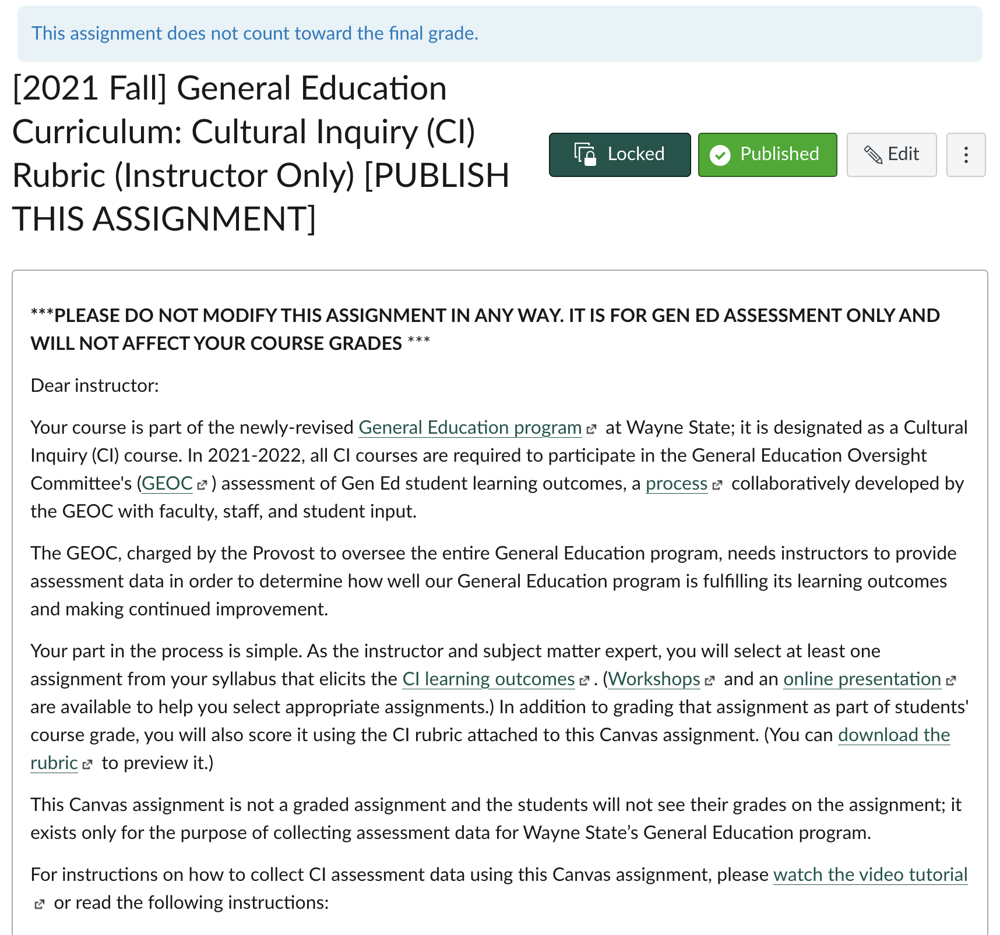 This assignment does not count toward the final grade.
[2021 Fall] General Education
Curriculum: Cultural Inquiry (CI)
Rubric (Instructor Only) [PUBLISH
THIS ASSIGNMENT]
Locked
Published
Edit
***PLEASE DO NOT MODIFY THIS ASSIGNMENT IN ANY WAY. IT IS FOR GEN ED ASSESSMENT ONLY AND
WILL NOT AFFECT YOUR COURSE GRADES ***
Dear instructor:
Your course is part of the newly-revised General Education program at Wayne State; it is designated as a Cultural
Inquiry (CI) course. In 2021-2022, all CI courses are required to participate in the General Education Oversight
Committee's (GEOC ) assessment of Gen Ed student learning outcomes, a process collaboratively developed by
the GEOC with faculty, staff, and student input.
The GEOC, charged by the Provost to oversee the entire General Education program, needs instructors to provide
assessment data in order to determine how well our General Education program is fulfilling its learning outcomes
and making continued improvement.
Your part in the process is simple. As the instructor and subject matter expert, you will select at least one
assignment from your syllabus that elicits the CI learning outcomes . (Workshops and an online presentation
are available to help you select appropriate assignments.) In addition to grading that assignment as part of students'
course grade, you will also score it using the CI rubric attached to this Canvas assignment. (You can download the
rubric to preview it.)
This Canvas assignment is not a graded assignment and the students will not see their grades on the assignment; it
exists only for the purpose of collecting assessment data for Wayne State’s General Education program.
For instructions on how to collect CI assessment data using this Canvas assignment, please watch the video tutorial
or read the following instructions: